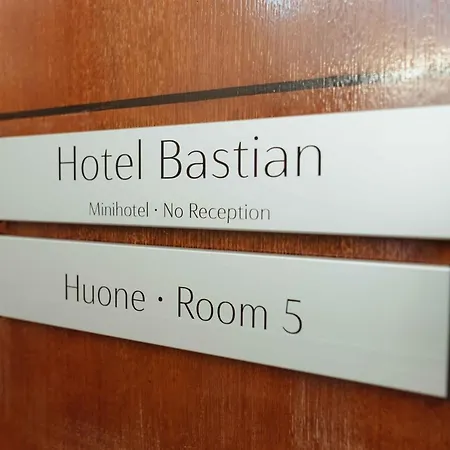 Hotel Bastian
Minihotel · No Reception
Huone · Room 5